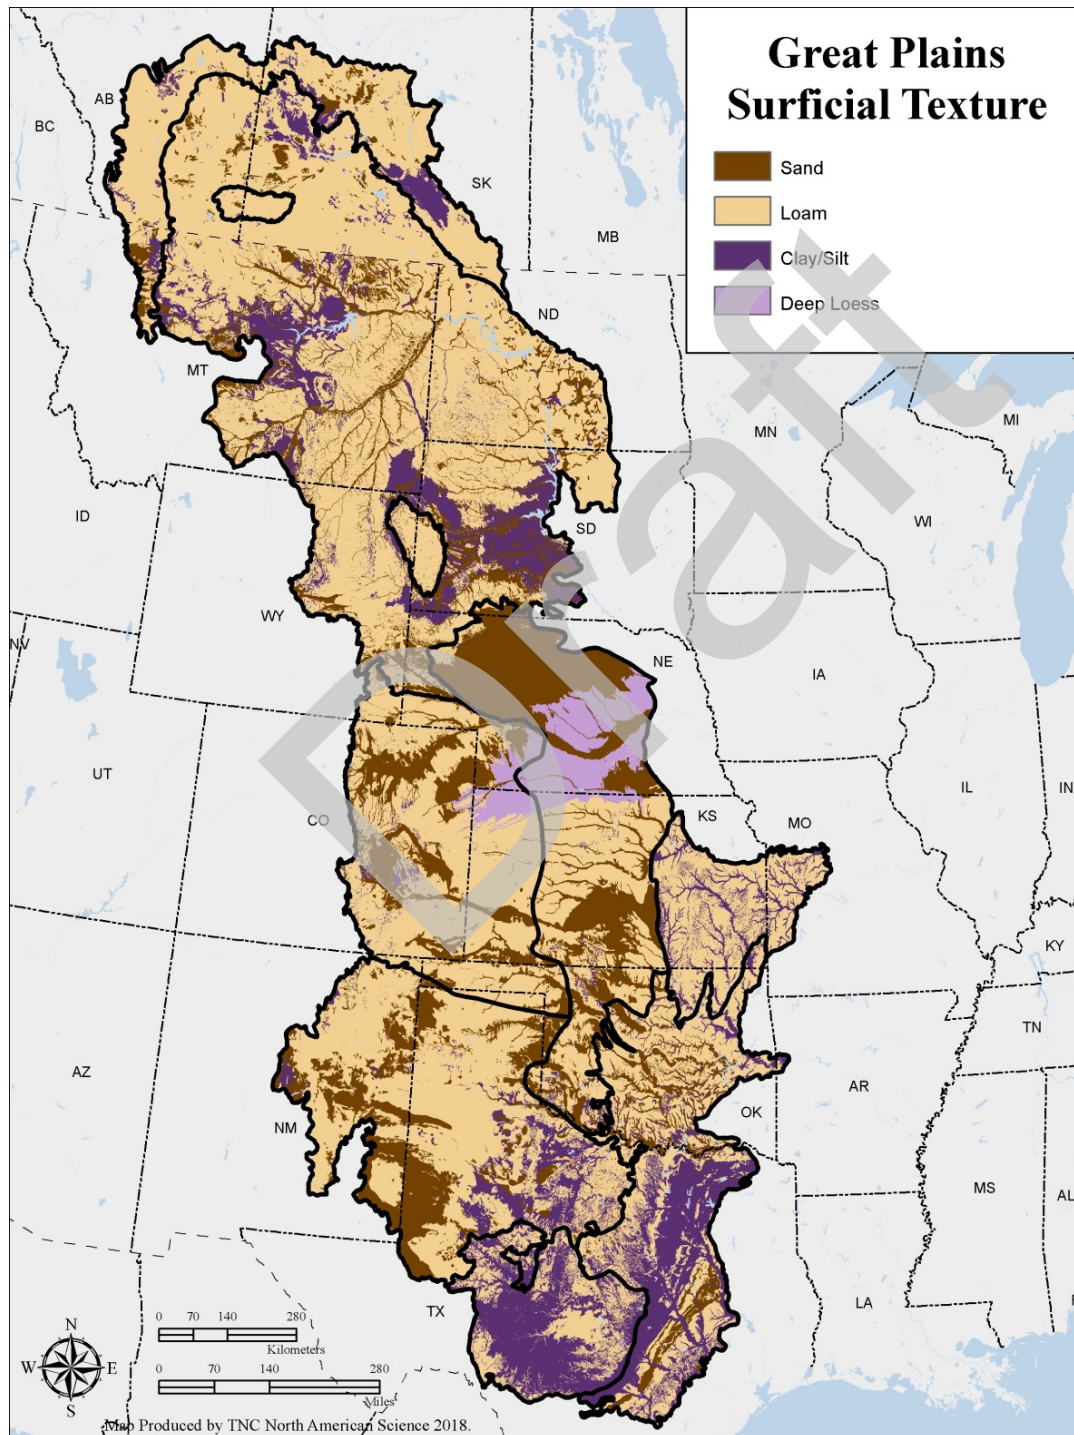 Great Plains
Surficial Texture
Sand
Loam
Clay/Silt
Deep Loess
Draft
AB
BC
SK
MB
ND
MT
MN
MI
ID
SD
WI
WY
NV
NE
IA
UT
CO
KS
MO
IL
IN
KY
TN
AZ
NM
OK
AR
MS
AL
TX
LA
F
N
W E
S
0 70 140 280
Kilometers
0 70 140 280
Miles
Map Produced by TNC North American Science 2018.